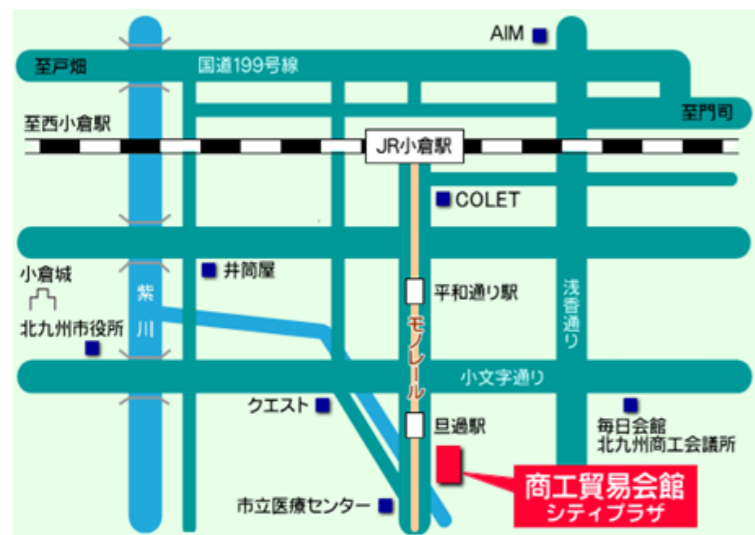 AIM
至戸畑
国道199号線
至門司
至西小倉駅
JR小倉駅
COLET
井筒屋
小倉城
紫川
平和通り駅
浅香通り
北九州市役所
モノレール
小文字通り
クエスト
旦過駅
毎日会館
北九州商工会議所
商工貿易会館
シティプラザ
市立医療センター